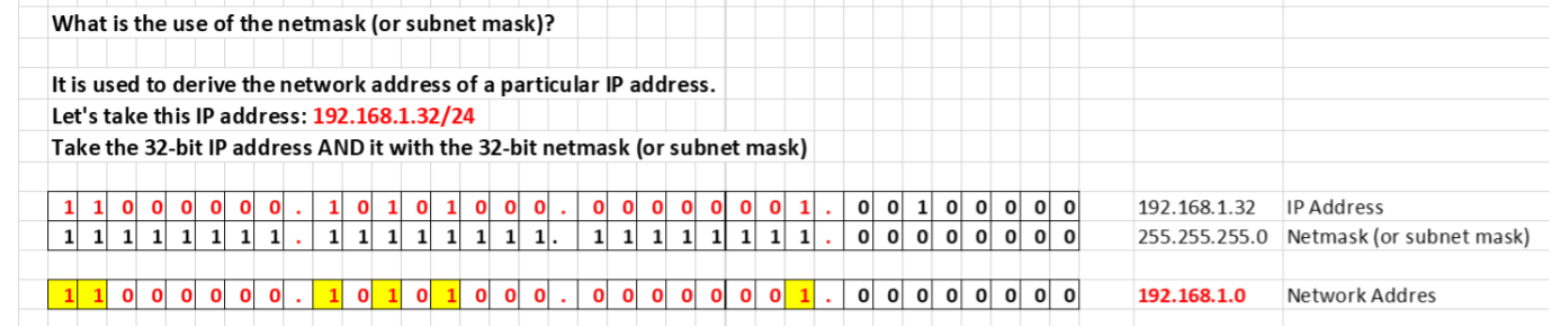 What is the use of the netmask (or subnet mask)?
It is used to derive the network address of a particular IP address.
Let's take this IP address: 192.168.1.32/24
Take the 32-bit IP address AND it with the 32-bit netmask (or subnet mask)
1 1 0 0 0 0 0 0 . 1 0 1 0 1 0 0 0 . 0 0 0 0 0 0 0 1 . 0 0 1 0 0 0 0 0 192.168.1.32 IP Address
1 1 1 1 1 1 1 1 . 1 1 1 1 1 1 1 1 . 1 1 1 1 1 1 1 1 . 0 0 0 0 0 0 0 0 255.255.255.0 Netmask (or subnet mask)
1 1 0 0 0 0 0 0 . 1 0 1 0 1 0 0 0 . 0 0 0 0 0 0 0 1 . 0 0 0 0 0 0 0 0 192.168.1.0 Network Addres